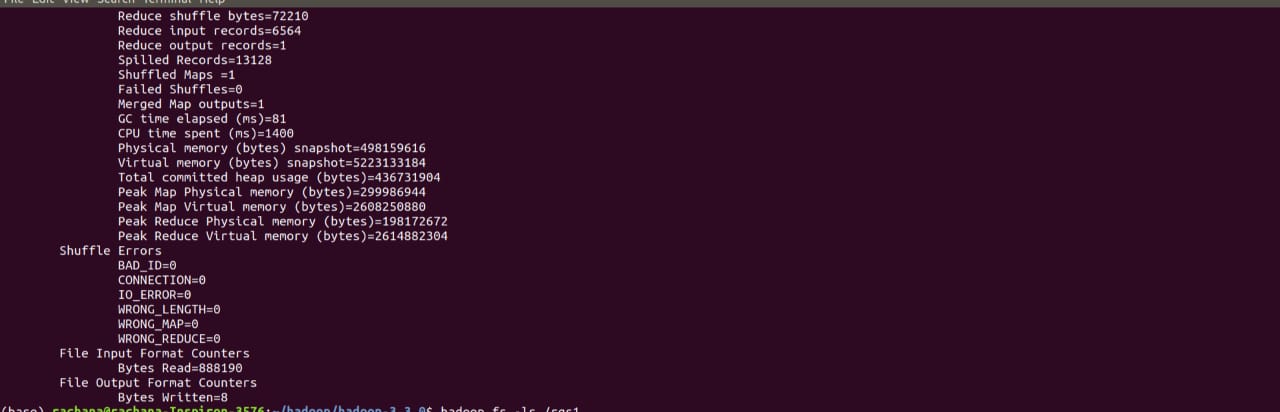 File Edit View Search Terminal Help
Reduce shuffle bytes=72210
Reduce input records=6564
Reduce output records=1
Spilled Records=13128
Shuffled Maps =1
Failed Shuffles=0
Merged Map outputs=1
GC time elapsed (ms)=81
CPU time spent (ms)=1400
Physical memory (bytes) snapshot=498159616
Virtual memory (bytes) snapshot=5223133184
Total committed heap usage (bytes)=436731904
Peak Map Physical memory (bytes)=299986944
Peak Map Virtual memory (bytes)=2608250880
Peak Reduce Physical memory (bytes)=198172672
Peak Reduce Virtual memory (bytes)=2614882304
Shuffle Errors
BAD_ID=0
CONNECTION=0
IO_ERROR=0
WRONG_LENGTH=0
WRONG_MAP=0
WRONG_REDUCE=0
File Input Format Counters
Bytes Read=888190
File Output Format Counters
Bytes Written=8
(base) rachana@rachana-Inspiron-3576:~/hadoop/hadoop-3.3.0$ hadoop fs -ls